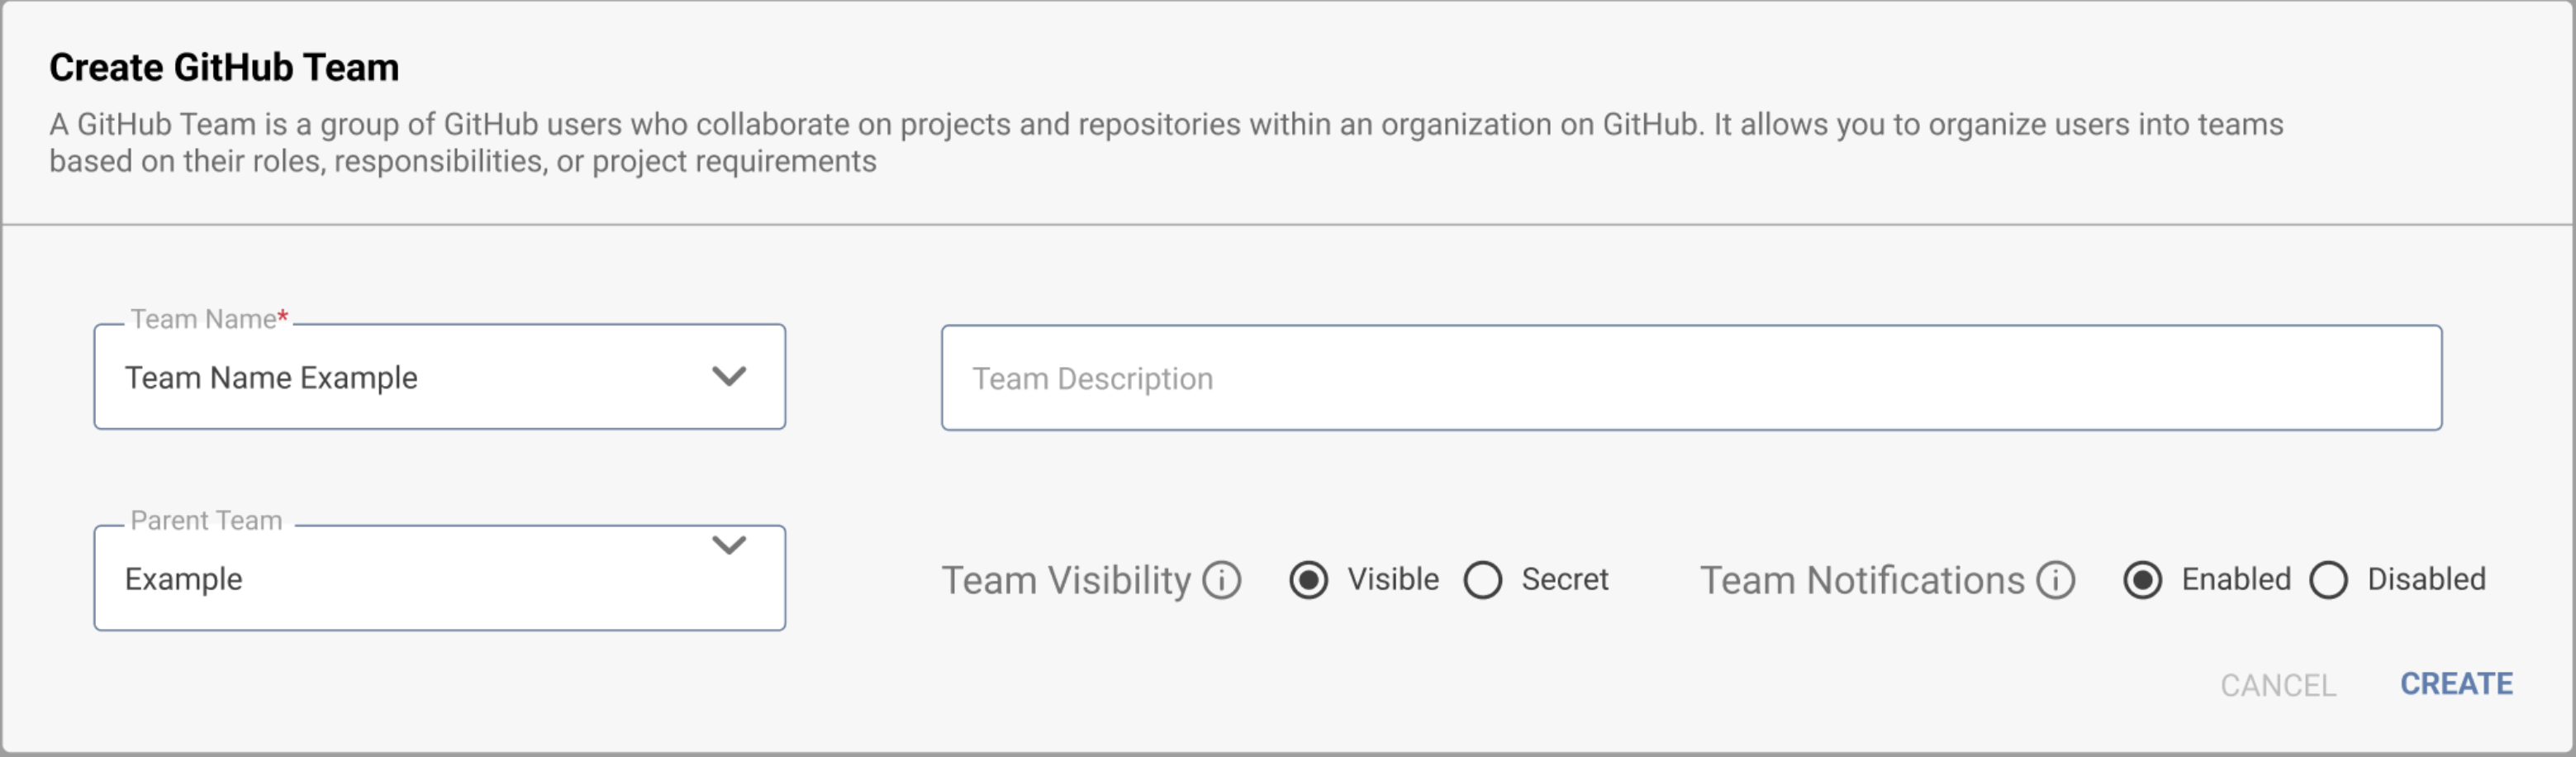 Create GitHub Team
A GitHub Team is a group of GitHub users who collaborate on projects and repositories within an organization on GitHub. It allows you to organize users into teams
based on their roles, responsibilities, or project requirements
Team Name*
Team Name Example
Team Description
Parent Team
Example
Team Visibility Visible Secret Team Notifications Enabled Disabled
CANCEL CREATE